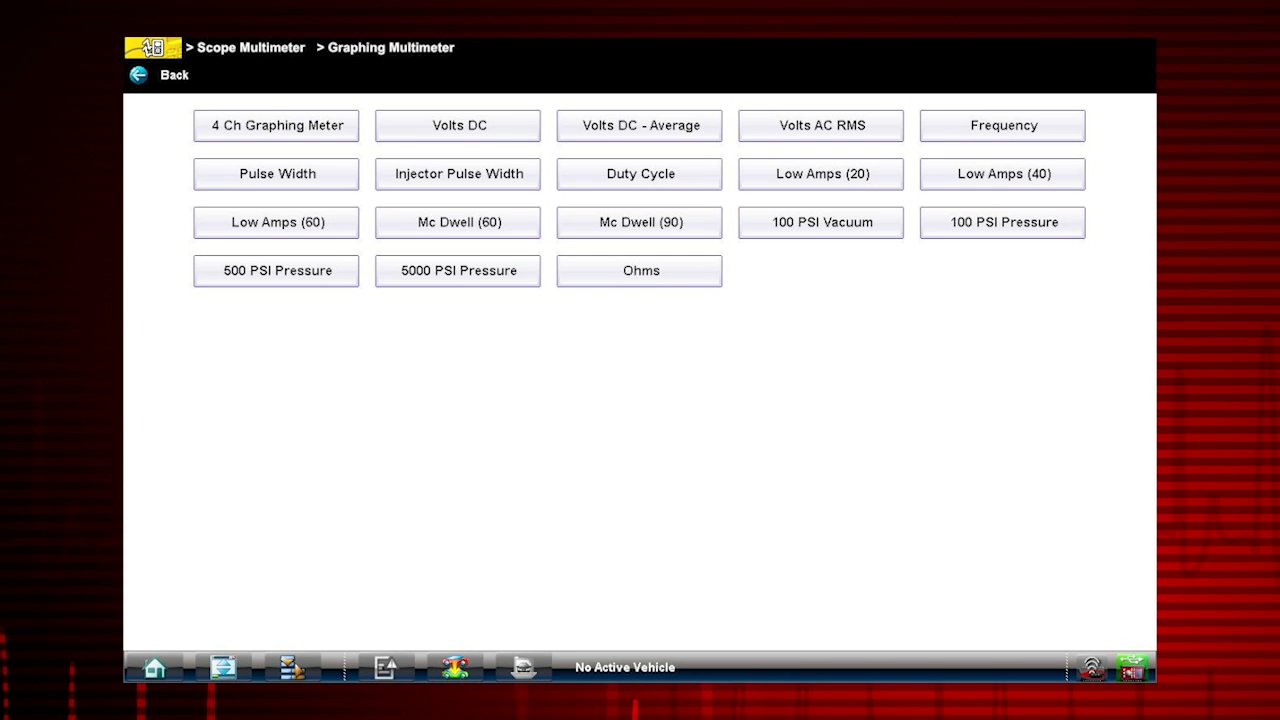 > Scope Multimeter > Graphing Multimeter
Back
4 Ch Graphing Meter Volts DC Volts DC - Average Volts AC RMS Frequency
Pulse Width Injector Pulse Width Duty Cycle Low Amps (20) Low Amps (40)
Low Amps (60) Mc Dwell (60) Mc Dwell (90) 100 PSI Vacuum 100 PSI Pressure
500 PSI Pressure 5000 PSI Pressure Ohms
No Active Vehicle